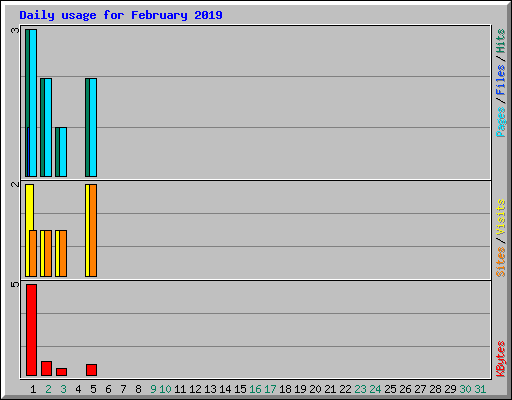 Daily usage for February 2019
3
2
5
Pages/Files/Hits
Sites/Visits
KBytes
1 2 3 4 5 6 7 8 9 10 11 12 13 14 15 16 17 18 19 20 21 22 23 24 25 26 27 28 29 30 31